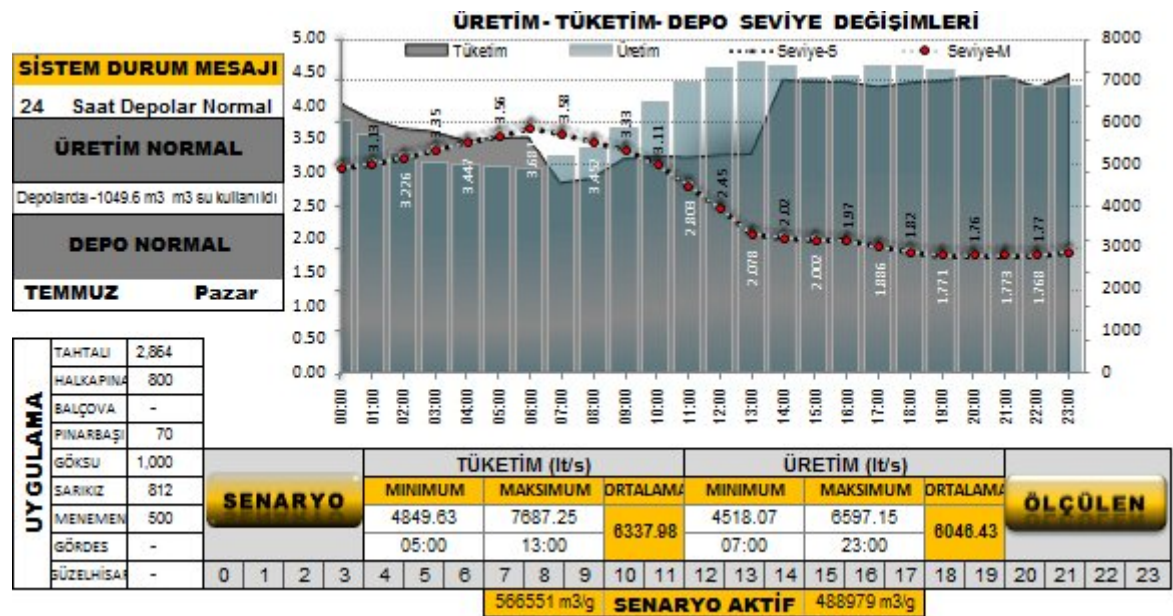 ÜRETİM - TÜKETİM- DEPO SEVİYE DEĞİŞİMLERİ
Tüketim Üretim Seviye-S Seviye-M
5.00
4.50
4.00
3.50
3.00
2.50
2.00
1.50
1.00
0.50
0.00
8000
7000
6000
5000
4000
3000
2000
1000
0
3.13 3.35 3.56 3.58 3.33 3.11 2.45 2.02 1.97 1.82 1.76 1.77
3.226 3.447 3.452 2.803 2.078 2.002 1.886 1.771 1.773 1.768
00:00 01:00 02:00 03:00 04:00 05:00 06:00 07:00 08:00 09:00 10:00 11:00 12:00 13:00 14:00 15:00 16:00 17:00 18:00 19:00 20:00 21:00 22:00 23:00
SİSTEM DURUM MESAJI
24 Saat Depolar Normal
ÜRETİM NORMAL
Depolardaı-1049.6 m3 m3 su kullanıldı
DEPO NORMAL
TEMMUZ Pazar
UYGULAMA
TAHTALI 2,864
HALKAPINA 800
BALÇOVA -
PINARBAŞI 70
GÖKSU 1,000
SARIKIZ 812
MENEMEN 500
GÖRDES -
GÜZELHİSAR -
SENARYO
TÜKETİM (lt/s) ÜRETİM (lt/s)
MINIMUM MAKSIMUM ORTALAMA MINIMUM MAKSIMUM ORTALAMA
4849.63 7687.25 6337.98 4518.07 6597.15 6046.43
05:00 13:00 07:00 23:00
ÖLÇÜLEN
0 1 2 3 4 5 6 7 8 9 10 11 12 13 14 15 16 17 18 19 20 21 22 23
566551 m3/g SENARYO AKTİF 488979 m3/g